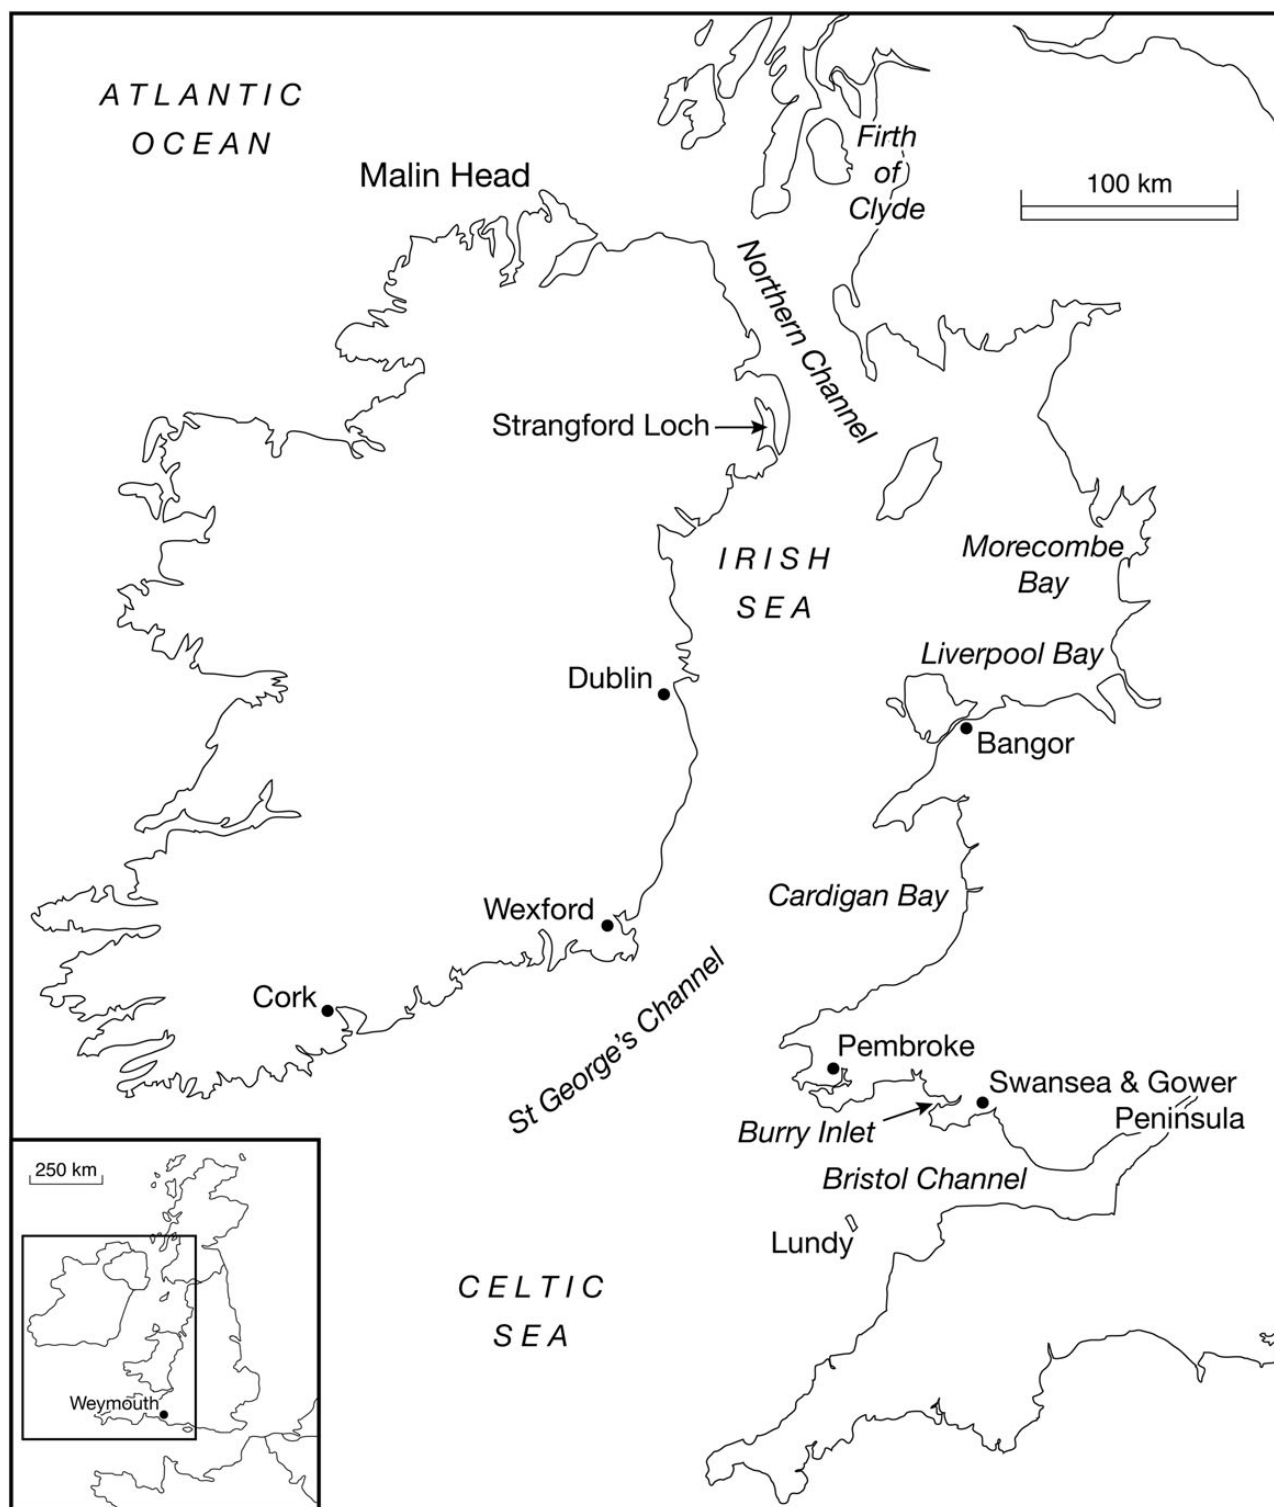 ATLANTIC
OCEAN
Malin Head
Firth
of
Clyde
100 km
Northern Channel
Strangford Loch
IRISH
SEA
Morecombe
Bay
Liverpool Bay
Dublin
Bangor
Cardigan Bay
Wexford
St George's Channel
Cork
Pembroke
Swansea & Gower
Peninsula
Burry Inlet
Bristol Channel
Lundy
CELTIC
SEA
250 km
Weymouth